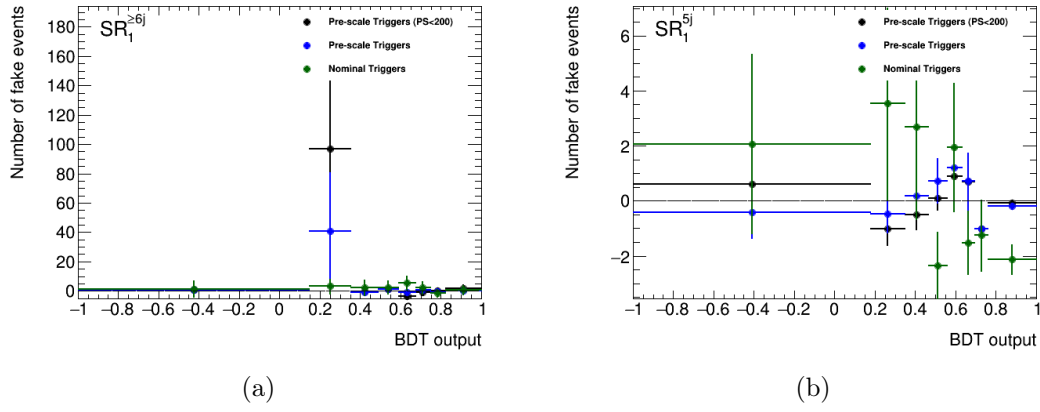 Number of fake events
180
160
140
120
100
80
60
40
20
0
SR₁^≥6j
Pre-scale Triggers (PS<200)
Pre-scale Triggers
Nominal Triggers
−1 −0.8 −0.6 −0.4 −0.2 0 0.2 0.4 0.6 0.8 1
BDT output
(a)
Number of fake events
6
4
2
0
−2
SR₁^5j
Pre-scale Triggers (PS<200)
Pre-scale Triggers
Nominal Triggers
−1 −0.8 −0.6 −0.4 −0.2 0 0.2 0.4 0.6 0.8 1
BDT output
(b)